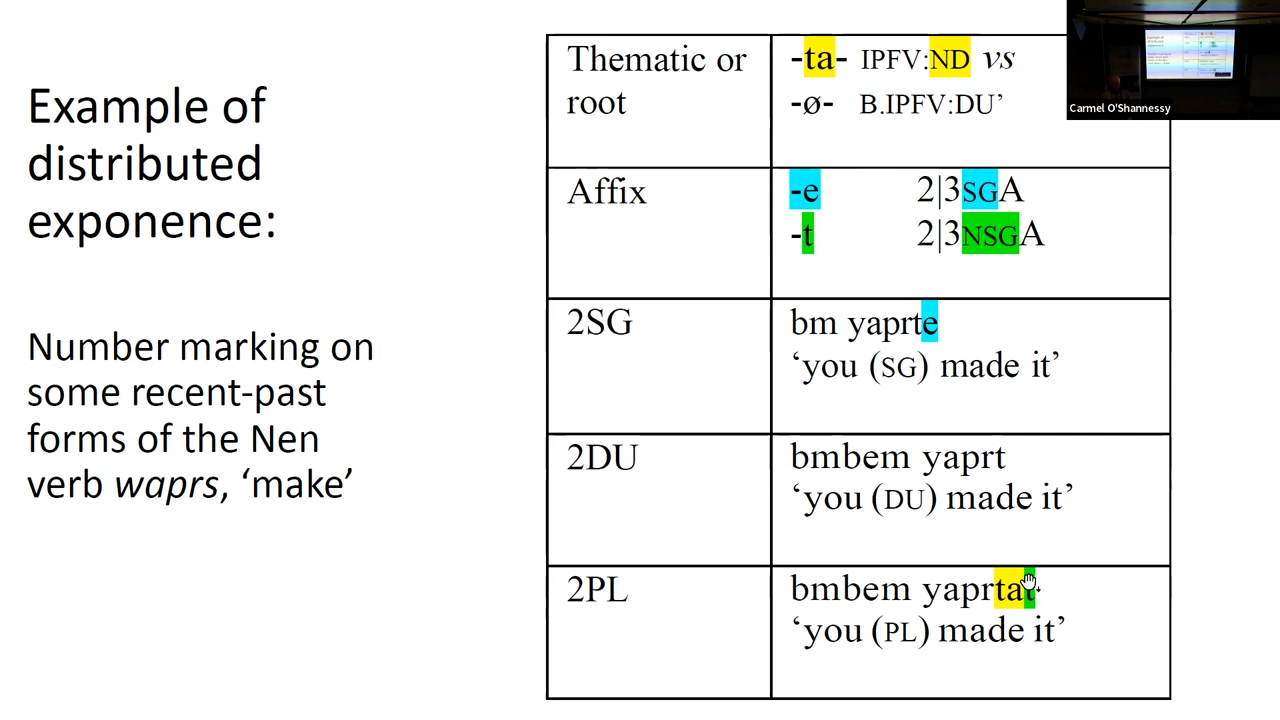 Example of
distributed
exponence:
Number marking on
some recent-past
forms of the Nen
verb waprs, ‘make’
Thematic or
root
-ta- IPFV:ND vs
-ø- B.IPFV:DU’
Affix
-e 2|3SGA
-t 2|3NSGA
2SG
bm yaprte
‘you (SG) made it’
2DU
bmbem yaprt
‘you (DU) made it’
2PL
bmbem yaprtat
‘you (PL) made it’
Carmel O'Shannessy